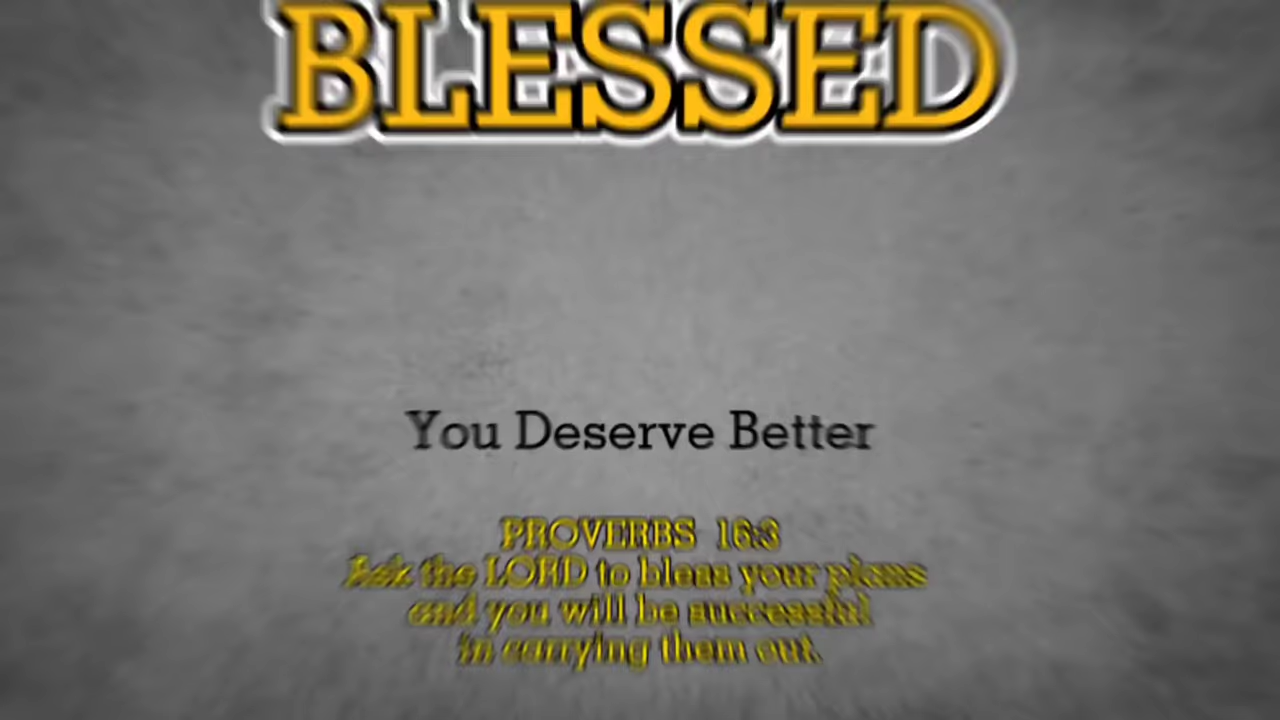 BLESSED
You Deserve Better
PROVERBS 16:3
Ask the LORD to bless your plans
and you will be successful
in carrying them out.